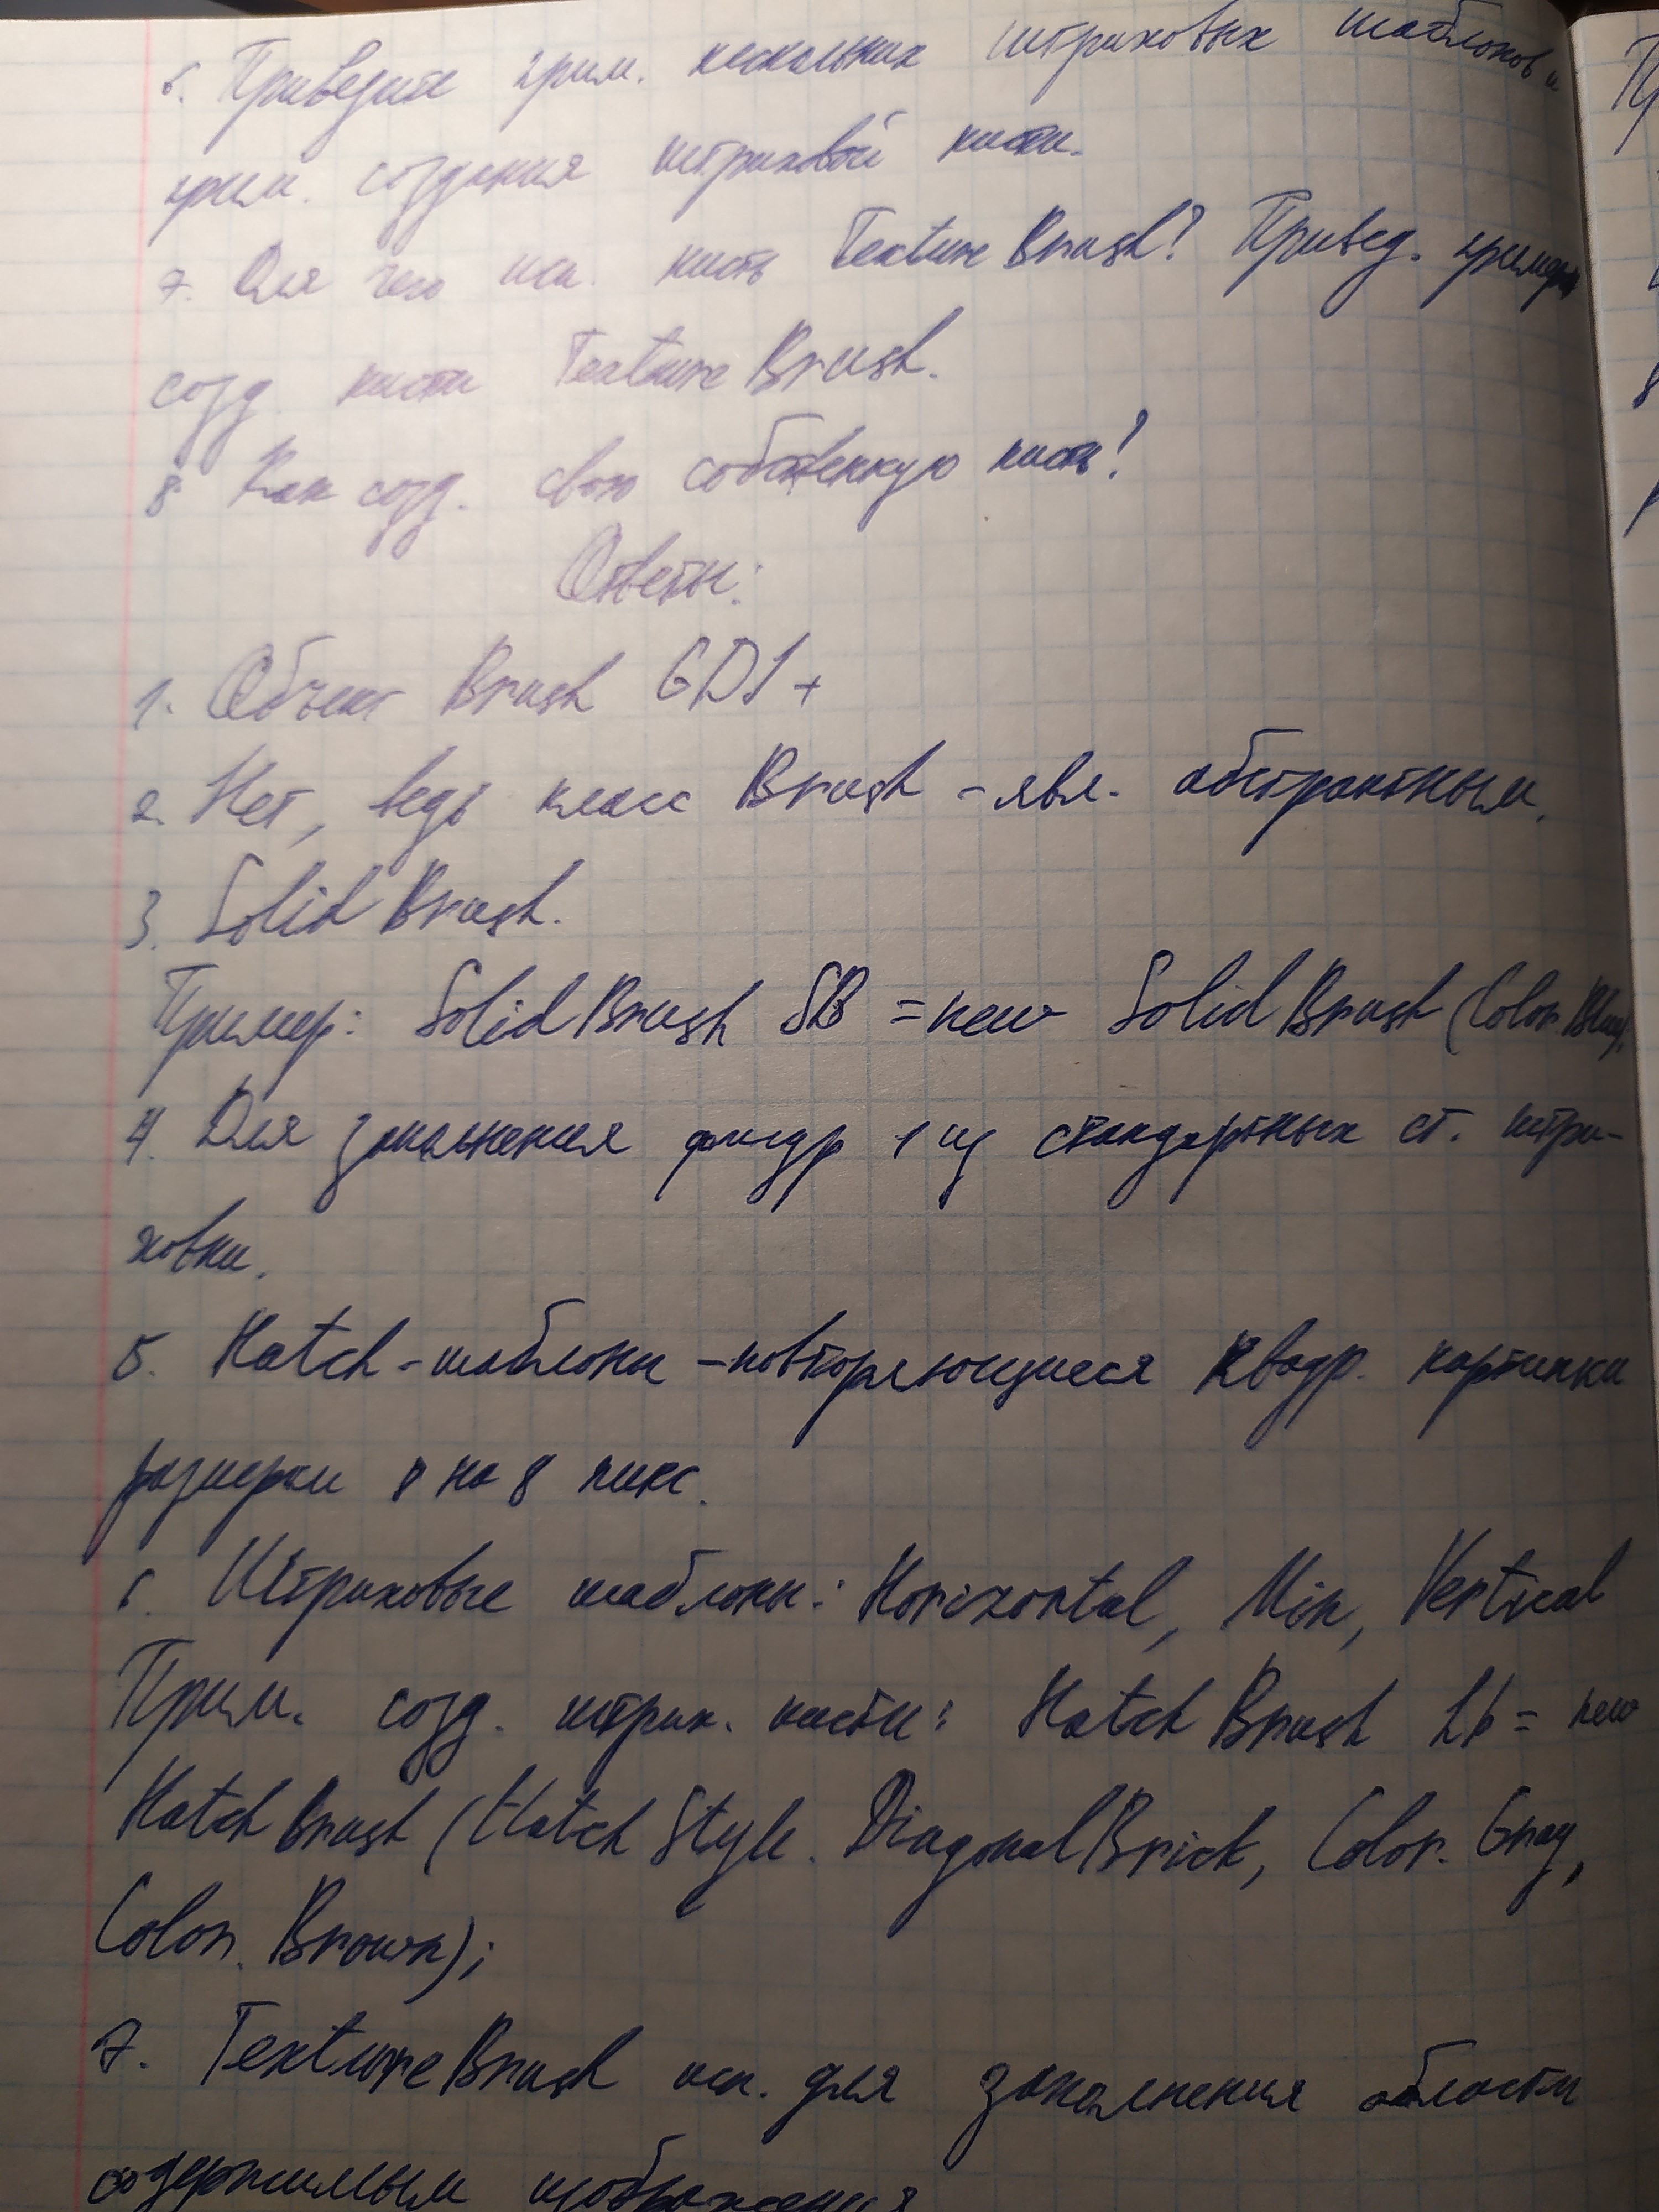 6. Приведите прим. нескольких штриховых шаблонов и
прим. создания штриховой кисти.
7. Для чего исп. кисть TextureBrush? Привед. пример
созд. кисти TextureBrush.
8 Как созд. свою собственную кисть?
Ответы:
1. Объект Brush GDI+
2. Нет, ведь класс Brush - явл. абстрактным.
3. SolidBrush.
Пример: SolidBrush SB = new SolidBrush (Color.Blue);
4. Для заполнения фигур 1 из стандартных ст. штри-
ховки.
5. Hatch-шаблоны - повторяющиеся квадр. картинки
размером 8 на 8 пикс.
6. Штриховые шаблоны: Horizontal, Min, Vertical
Прим. созд. штрих. кисти: HatchBrush hb = new
HatchBrush (HatchStyle. DiagonalBrick, Color. Gray,
Color. Brown);
7. TextureBrush исп. для заполнения области
содержимым изображения